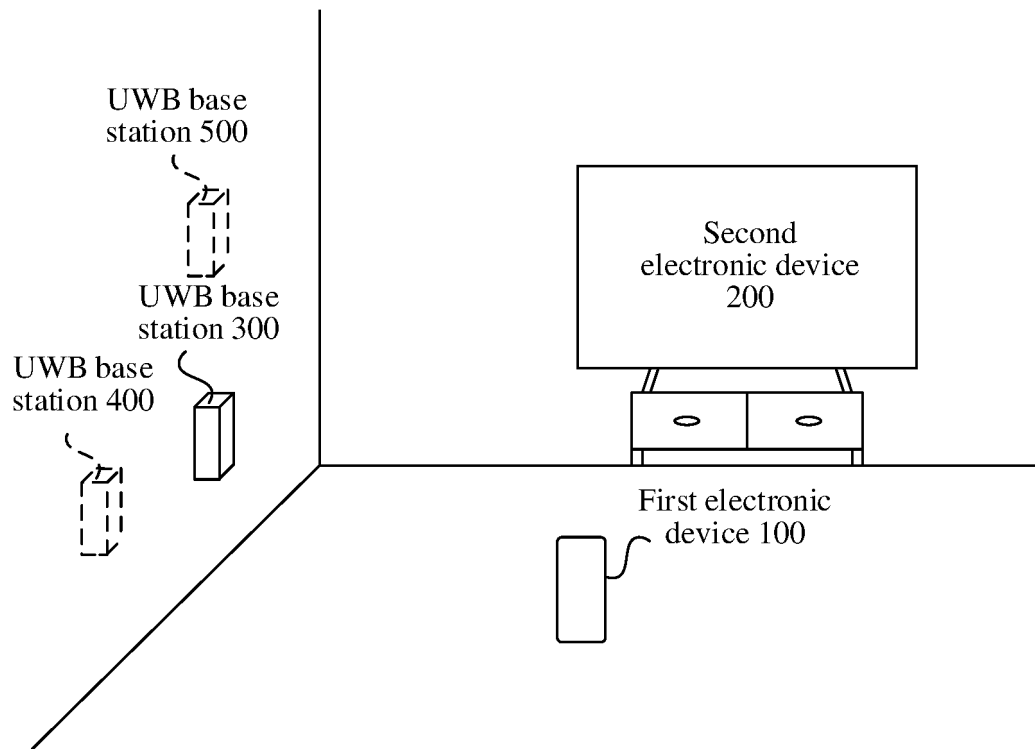 UWB base
station 500
UWB base
station 300
UWB base
station 400
Second
electronic device
200
First electronic
device 100